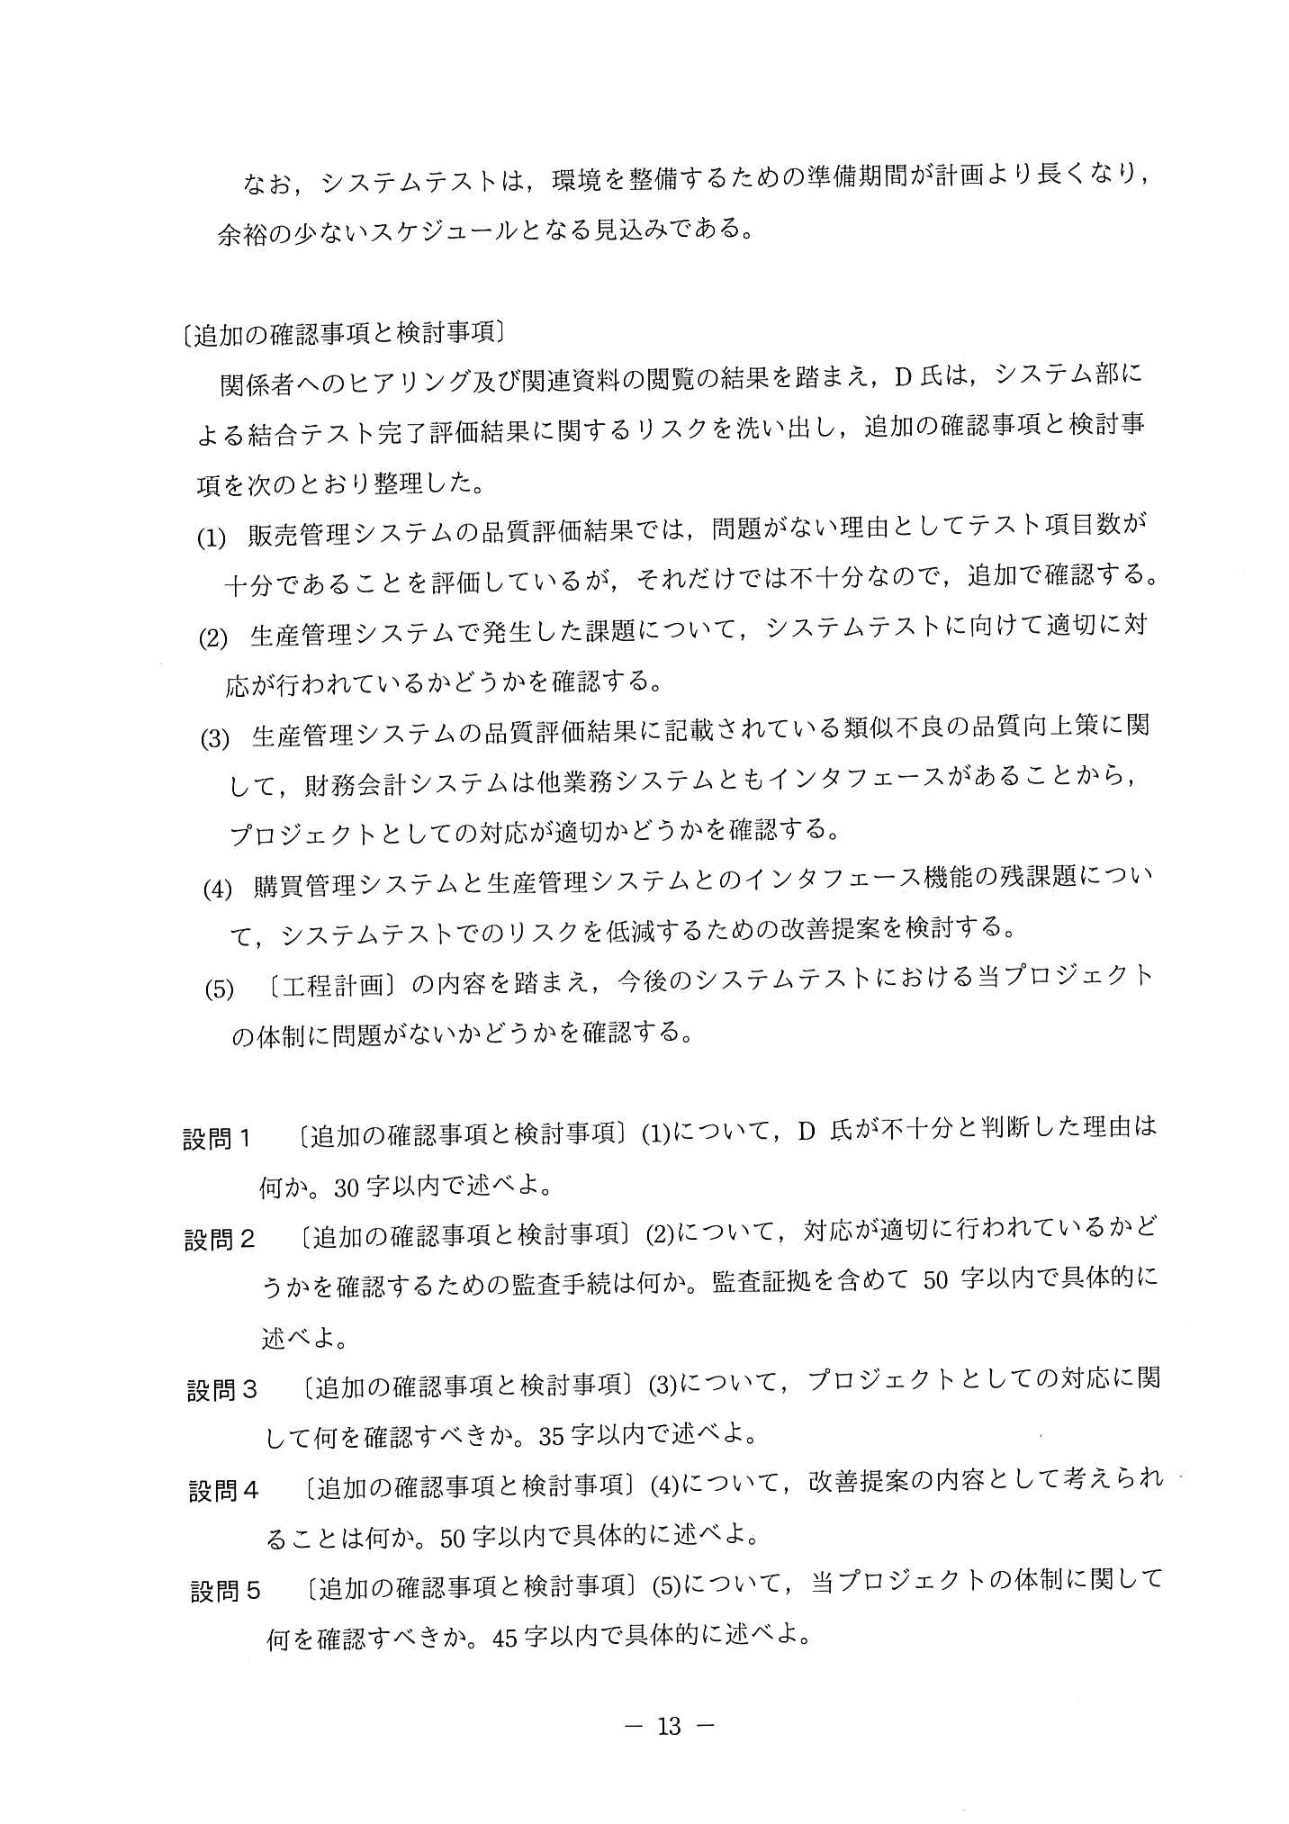 なお，システムテストは，環境を整備するための準備期間が計画より長くなり，
余裕の少ないスケジュールとなる見込みである。
〔追加の確認事項と検討事項〕
関係者へのヒアリング及び関連資料の閲覧の結果を踏まえ，D 氏は，システム部に
よる結合テスト完了評価結果に関するリスクを洗い出し，追加の確認事項と検討事
項を次のとおり整理した。
(1) 販売管理システムの品質評価結果では，問題がない理由としてテスト項目数が
十分であることを評価しているが，それだけでは不十分なので，追加で確認する。
(2) 生産管理システムで発生した課題について，システムテストに向けて適切に対
応が行われているかどうかを確認する。
(3) 生産管理システムの品質評価結果に記載されている類似不良の品質向上策に関
して，財務会計システムは他業務システムともインタフェースがあることから，
プロジェクトとしての対応が適切かどうかを確認する。
(4) 購買管理システムと生産管理システムとのインタフェース機能の残課題につい
て，システムテストでのリスクを低減するための改善提案を検討する。
(5) 〔工程計画〕の内容を踏まえ，今後のシステムテストにおける当プロジェクト
の体制に問題がないかどうかを確認する。
設問1 〔追加の確認事項と検討事項〕(1)について，D 氏が不十分と判断した理由は
何か。30 字以内で述べよ。
設問2 〔追加の確認事項と検討事項〕(2)について，対応が適切に行われているかど
うかを確認するための監査手続は何か。監査証拠を含めて 50 字以内で具体的に
述べよ。
設問3 〔追加の確認事項と検討事項〕(3)について，プロジェクトとしての対応に関
して何を確認すべきか。35 字以内で述べよ。
設問4 〔追加の確認事項と検討事項〕(4)について，改善提案の内容として考えられ
ることは何か。50 字以内で具体的に述べよ。
設問5 〔追加の確認事項と検討事項〕(5)について，当プロジェクトの体制に関して
何を確認すべきか。45 字以内で具体的に述べよ。
－ 13 －